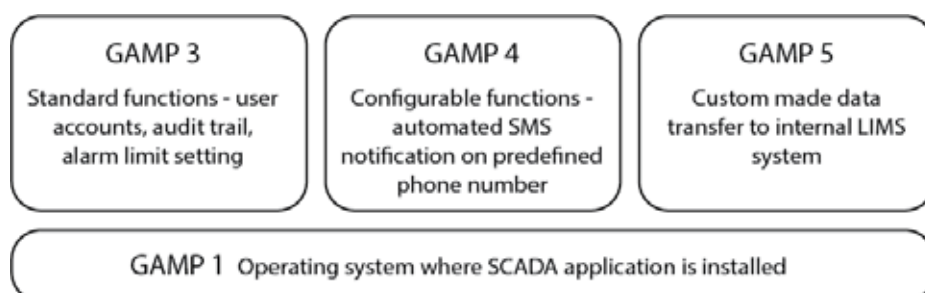 GAMP 3
Standard functions - user
accounts, audit trail,
alarm limit setting
GAMP 4
Configurable functions -
automated SMS
notification on predefined
phone number
GAMP 5
Custom made data
transfer to internal LIMS
system
GAMP 1 Operating system where SCADA application is installed